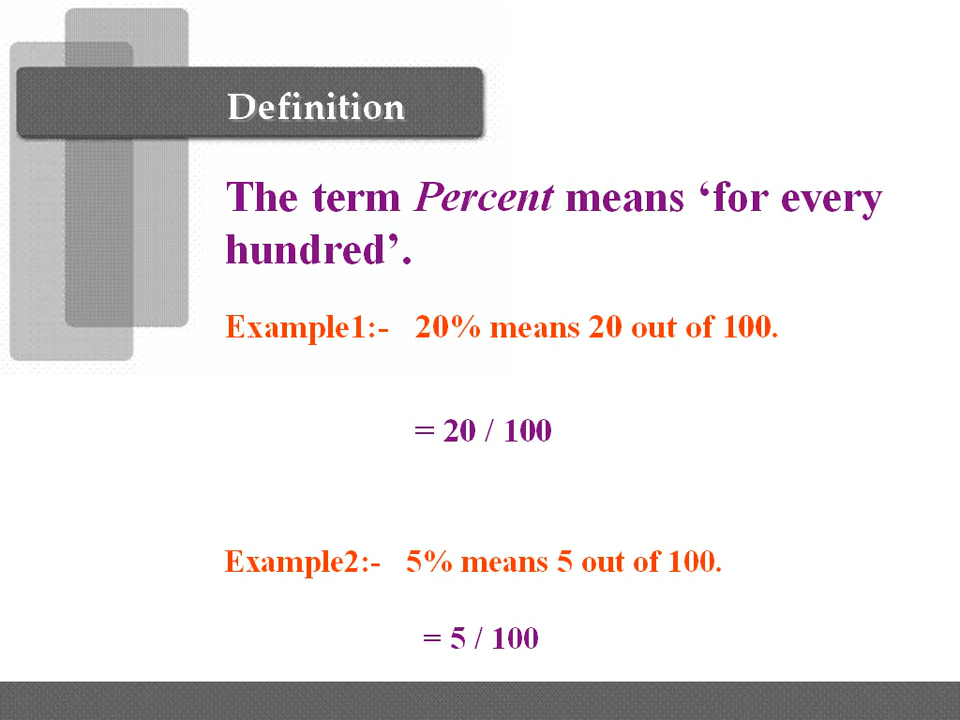 Definition
The term Percent means ‘for every
hundred’.
Example1:- 20% means 20 out of 100.
= 20 / 100
Example2:- 5% means 5 out of 100.
= 5 / 100